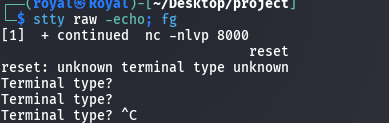 ┌──(royal㉿Royal)-[~/Desktop/project]
└─$ stty raw -echo; fg
[1]  + continued  nc -nlvp 8000
                               reset
reset: unknown terminal type unknown
Terminal type?
Terminal type?
Terminal type? ^C